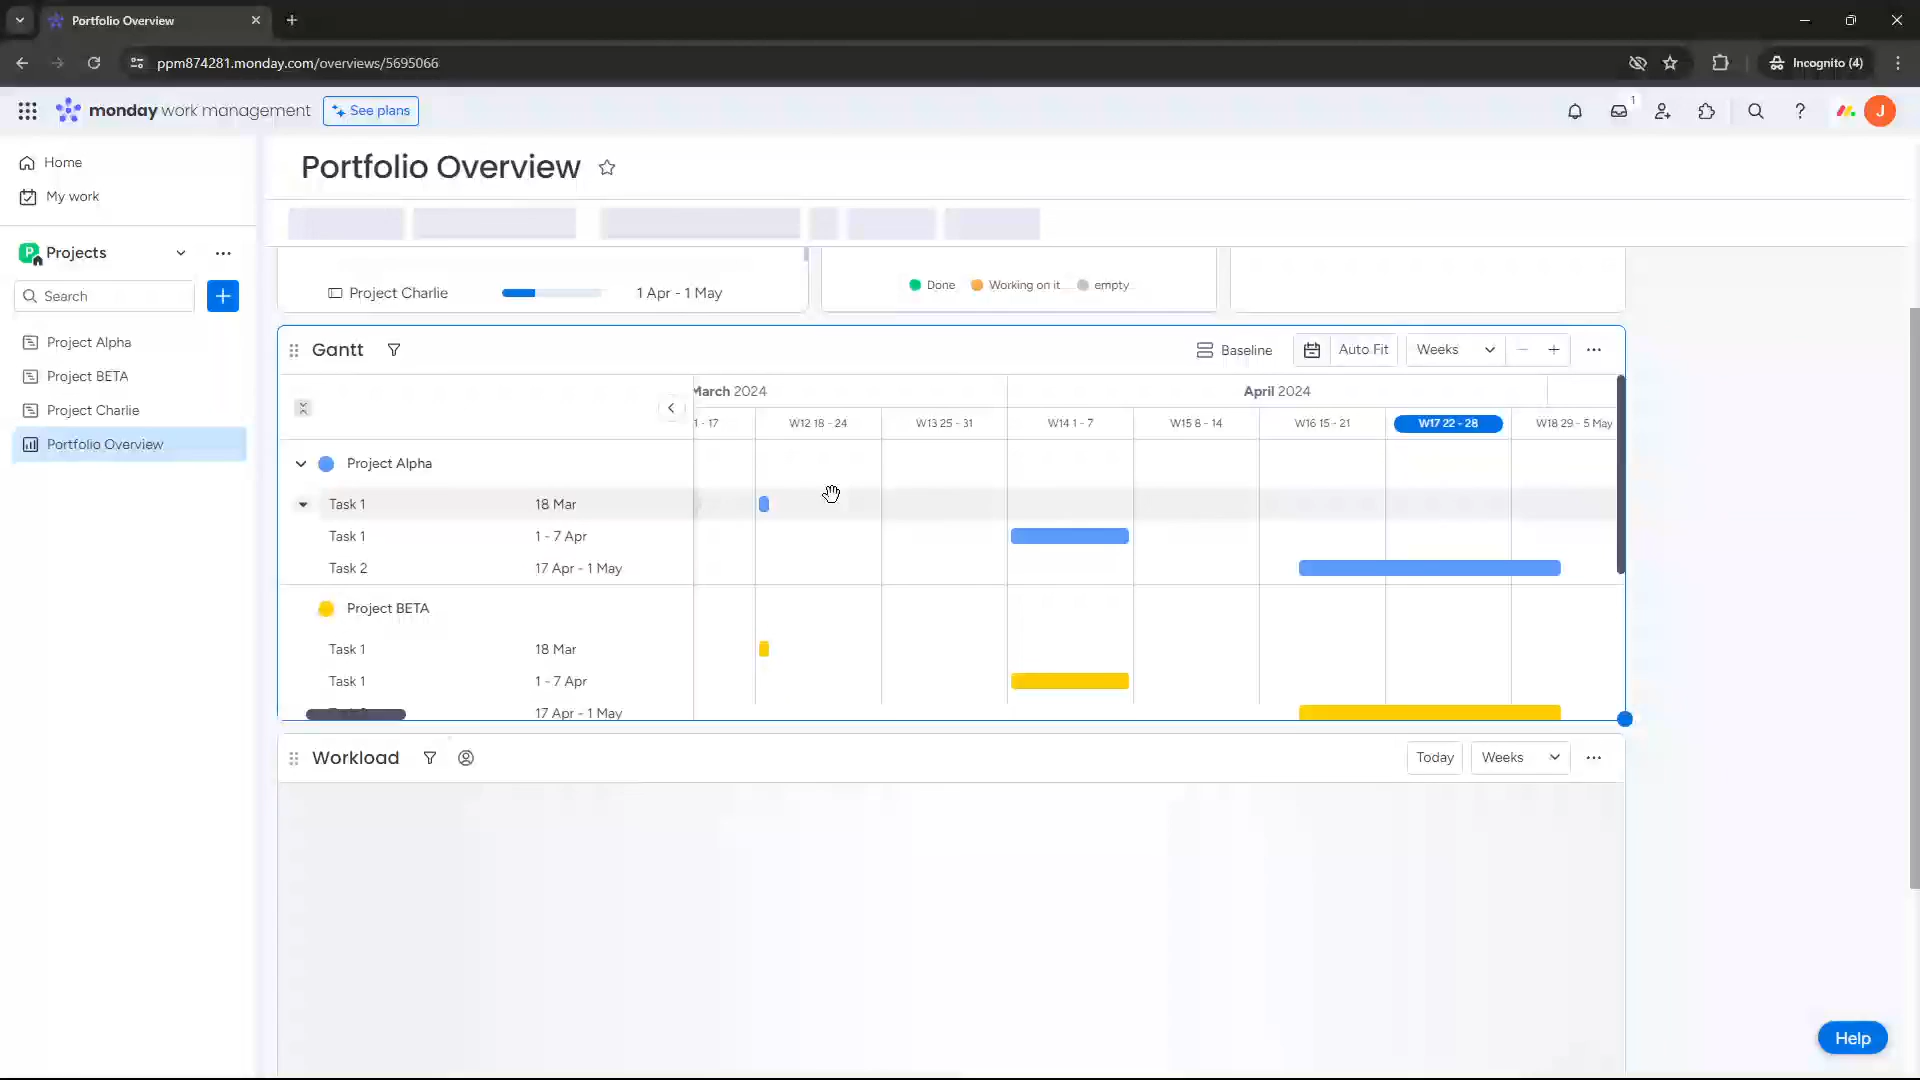 Portfolio Overview
ppm874281.monday.com/overviews/5695066
Incognito (4)
monday work management
See plans
1
J
Home
My work
Projects
Search
Project Alpha
Project BETA
Project Charlie
Portfolio Overview
Portfolio Overview
Project Charlie 1 Apr - 1 May
Done Working on it empty
Gantt
Baseline Auto Fit Weeks
March 2024 April 2024
1 - 17 W12 18 - 24 W13 25 - 31 W14 1 - 7 W15 8 - 14 W16 15 - 21 W17 22 - 28 W18 29 - 5 May
Project Alpha
Task 1 18 Mar
Task 1 1 - 7 Apr
Task 2 17 Apr - 1 May
Project BETA
Task 1 18 Mar
Task 1 1 - 7 Apr
17 Apr - 1 May
Workload
Today Weeks
Help